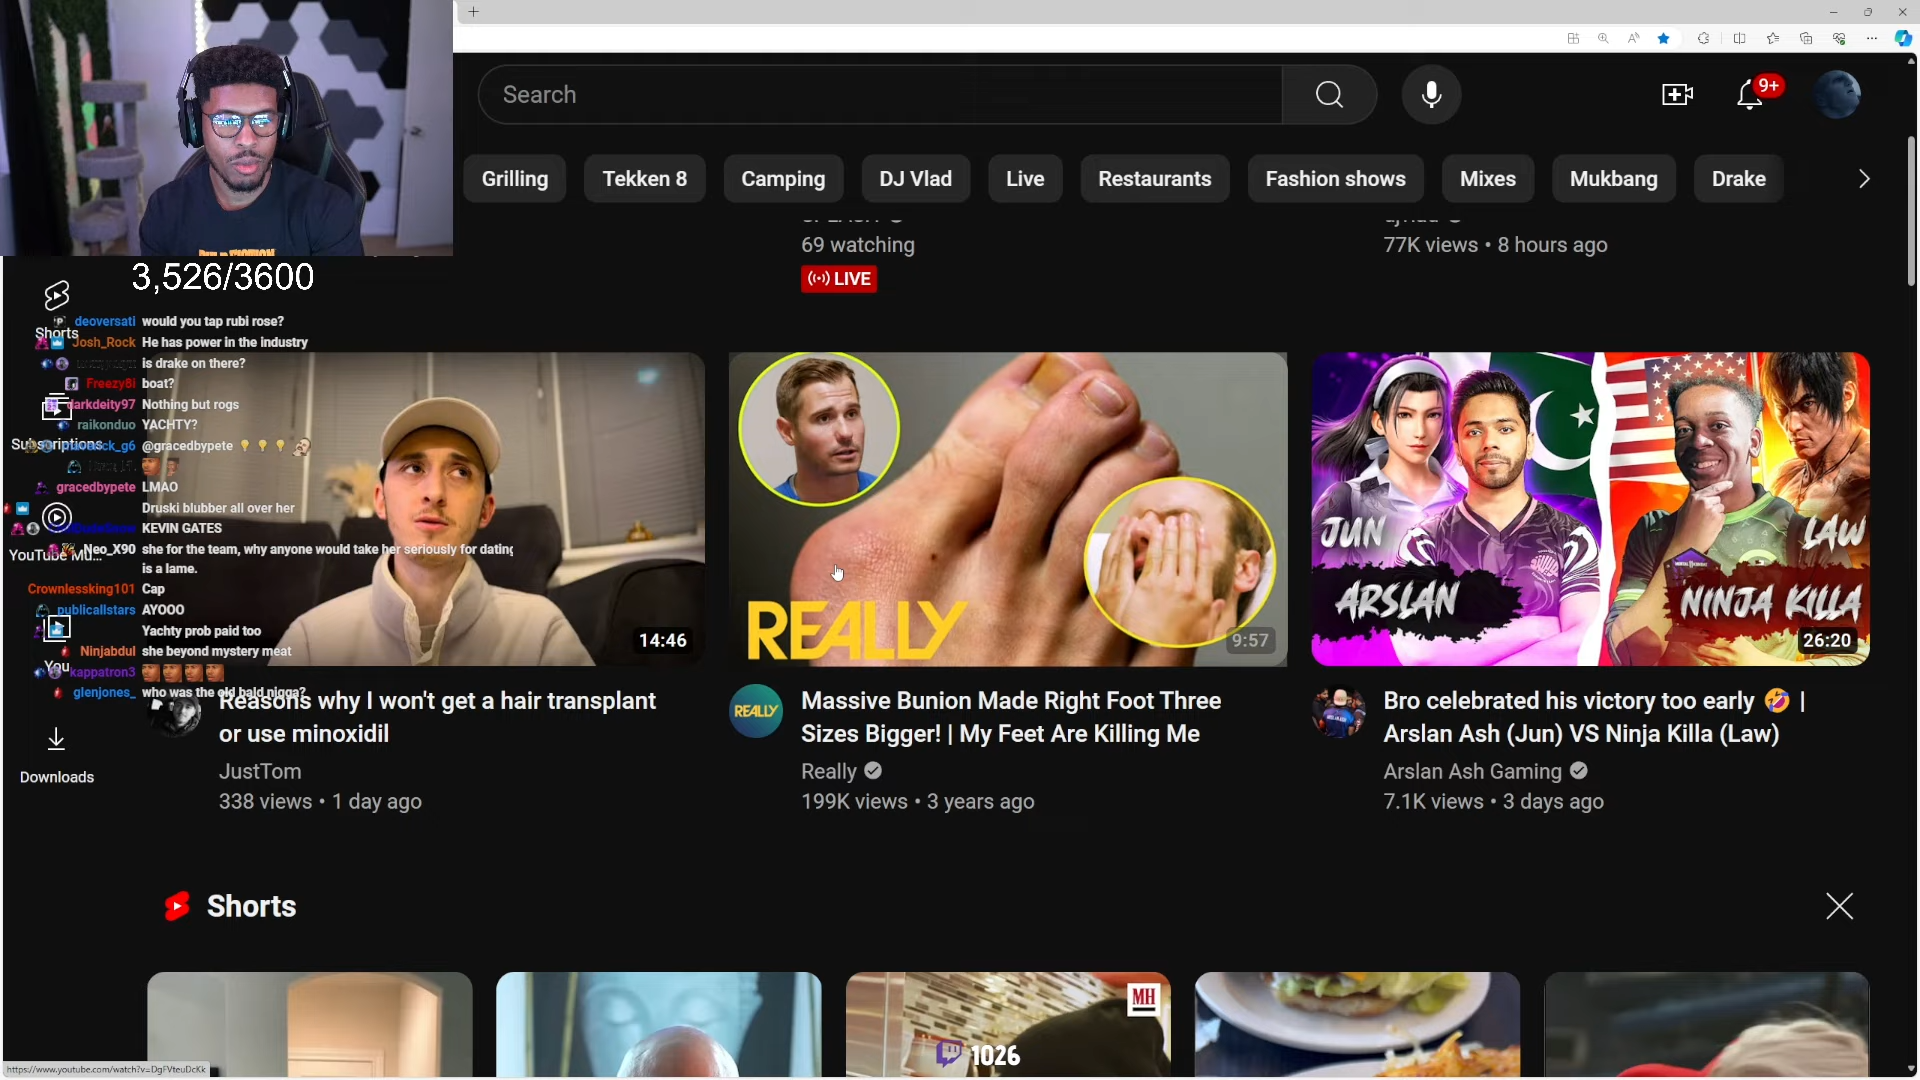 Search
9+
Grilling
Tekken 8
Camping
DJ Vlad
Live
Restaurants
Fashion shows
Mixes
Mukbang
Drake
69 watching
LIVE
77K views • 8 hours ago
3,526/3600
Shorts
Subscriptions
YouTube Mu...
You
Downloads
deoversati would you tap rubi rose?
Josh_Rock He has power in the industry
is drake on there?
Freezy8i boat?
darkdeity97 Nothing but rogs
raikonduo YACHTY?
@gracedbypete
gracedbypete LMAO
Druski blubber all over her
KEVIN GATES
Neo_X90 she for the team, why anyone would take her seriously for dating
is a lame.
Crownlessking101 Cap
publicallstars AYOOO
Yachty prob paid too
Ninjabdul she beyond mystery meat
kappatron3
glenjones_ who was the old bald nigga?
14:46
Reasons why I won't get a hair transplant
or use minoxidil
JustTom
338 views • 1 day ago
REALLY
9:57
REALLY
Massive Bunion Made Right Foot Three
Sizes Bigger! | My Feet Are Killing Me
Really
199K views • 3 years ago
JUN
ARSLAN
LAW
NINJA KILLA
26:20
Bro celebrated his victory too early 🤣 |
Arslan Ash (Jun) VS Ninja Killa (Law)
Arslan Ash Gaming
7.1K views • 3 days ago
Shorts
MH
1026
https://www.youtube.com/watch?v=DgFVteuDcKk